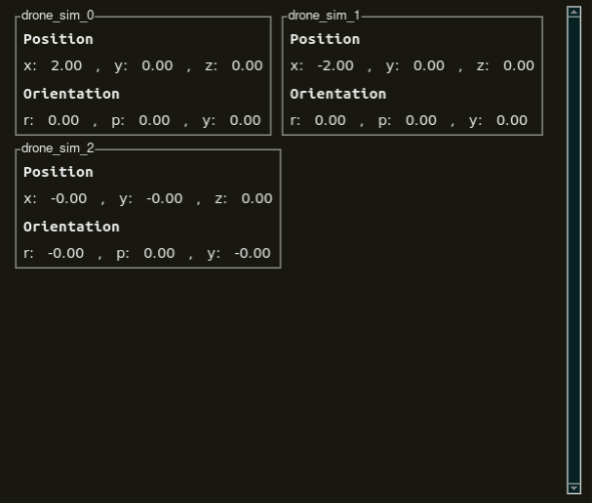 drone_sim_0
Position
x: 2.00 , y: 0.00 , z: 0.00
Orientation
r: 0.00 , p: 0.00 , y: 0.00
drone_sim_1
Position
x: -2.00 , y: 0.00 , z: 0.00
Orientation
r: 0.00 , p: 0.00 , y: 0.00
drone_sim_2
Position
x: -0.00 , y: -0.00 , z: 0.00
Orientation
r: -0.00 , p: 0.00 , y: -0.00